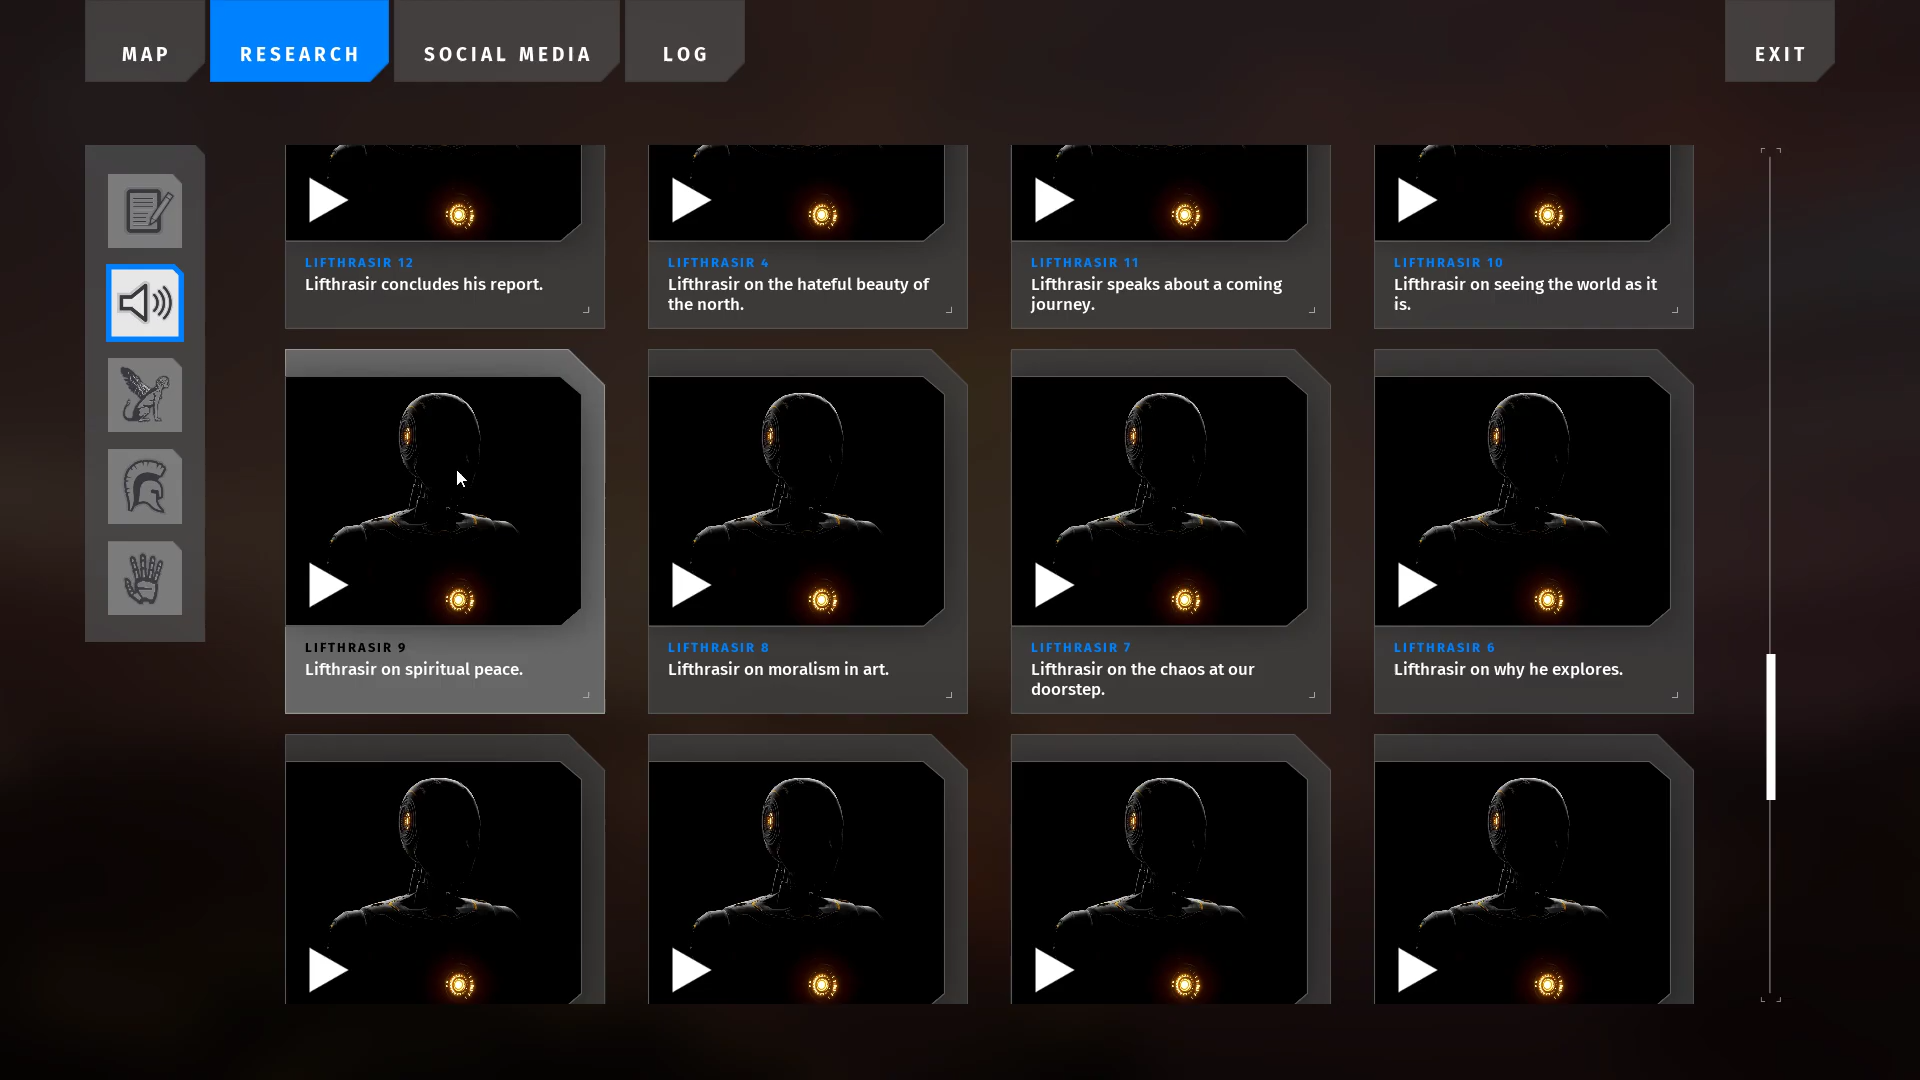 MAP
RESEARCH
SOCIAL MEDIA
LOG
EXIT
LIFTHRASIR 12
Lifthrasir concludes his report.
LIFTHRASIR 4
Lifthrasir on the hateful beauty of
the north.
LIFTHRASIR 11
Lifthrasir speaks about a coming
journey.
LIFTHRASIR 10
Lifthrasir on seeing the world as it
is.
LIFTHRASIR 9
Lifthrasir on spiritual peace.
LIFTHRASIR 8
Lifthrasir on moralism in art.
LIFTHRASIR 7
Lifthrasir on the chaos at our
doorstep.
LIFTHRASIR 6
Lifthrasir on why he explores.